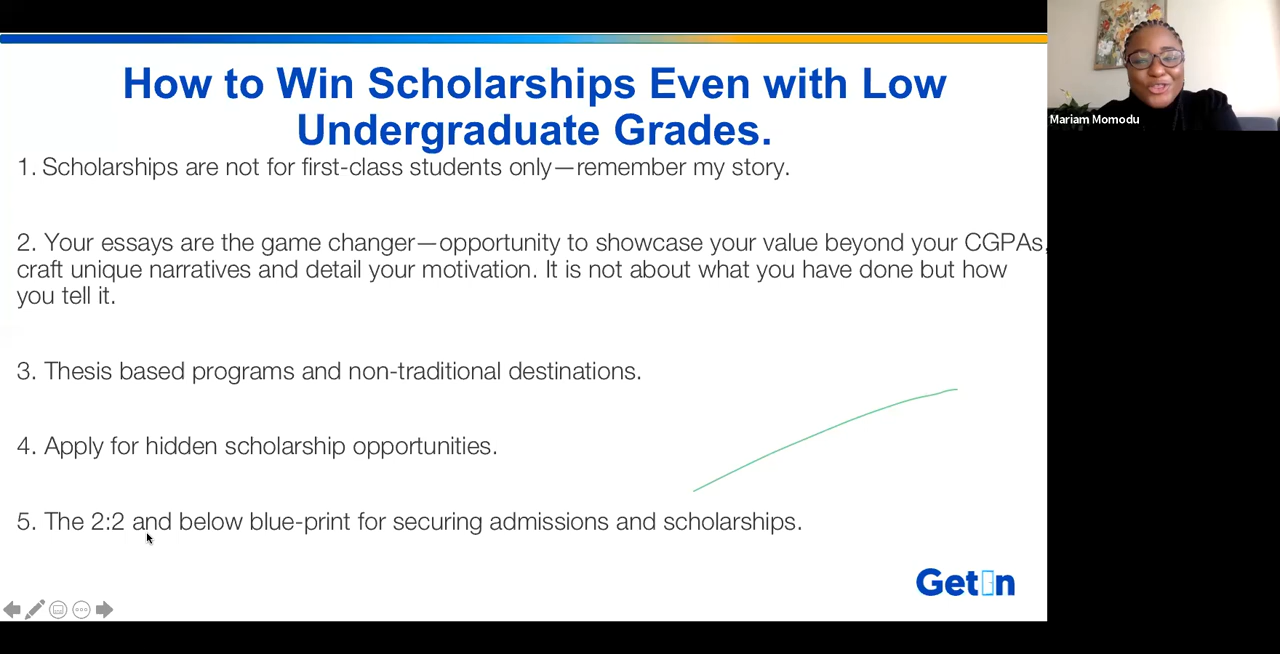 How to Win Scholarships Even with Low
Undergraduate Grades.
1. Scholarships are not for first-class students only—remember my story.
2. Your essays are the game changer—opportunity to showcase your value beyond your CGPAs,
craft unique narratives and detail your motivation. It is not about what you have done but how
you tell it.
3. Thesis based programs and non-traditional destinations.
4. Apply for hidden scholarship opportunities.
5. The 2:2 and below blue-print for securing admissions and scholarships.
GetIn
Mariam Momodu